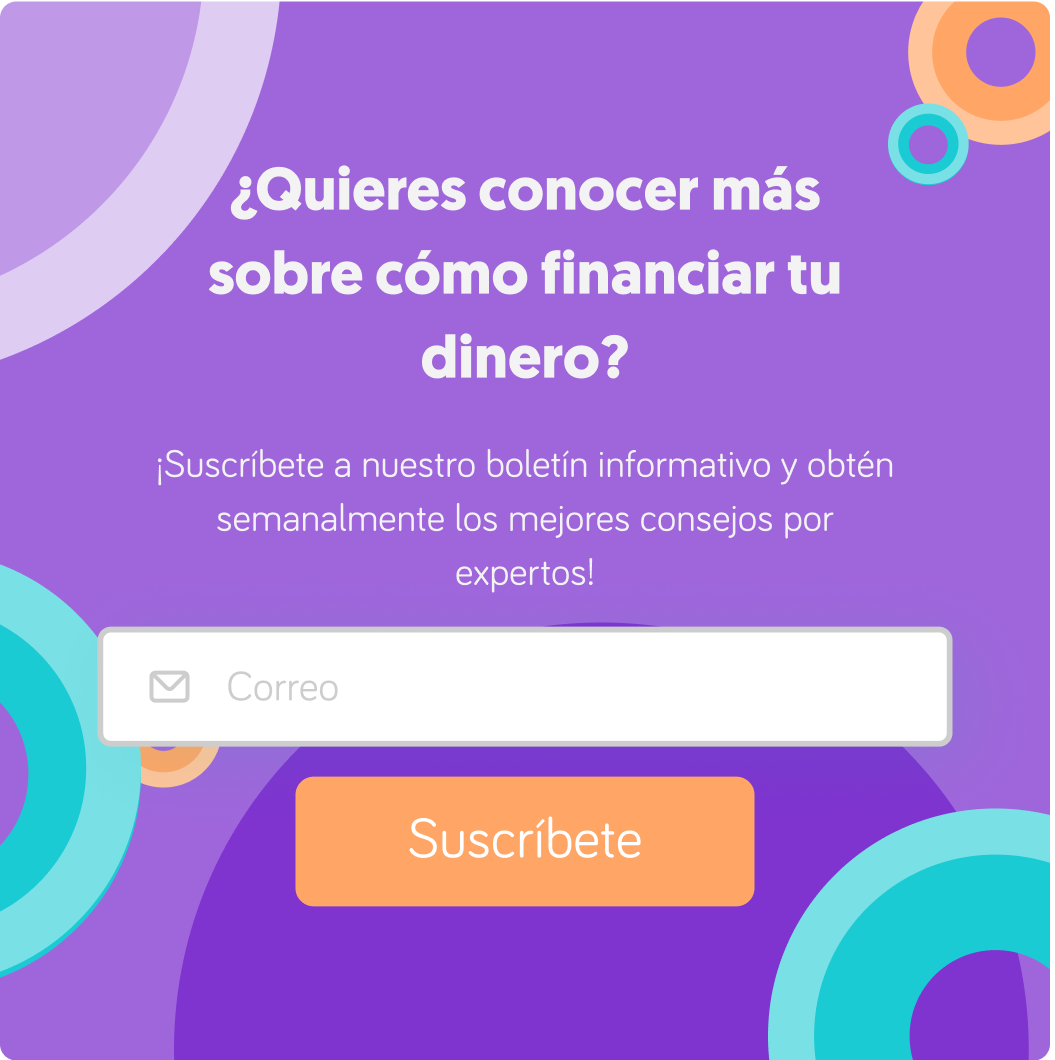 ¿Quieres conocer más
sobre cómo financiar tu
dinero?
¡Suscríbete a nuestro boletín informativo y obtén
semanalmente los mejores consejos por
expertos!
Correo
Suscríbete